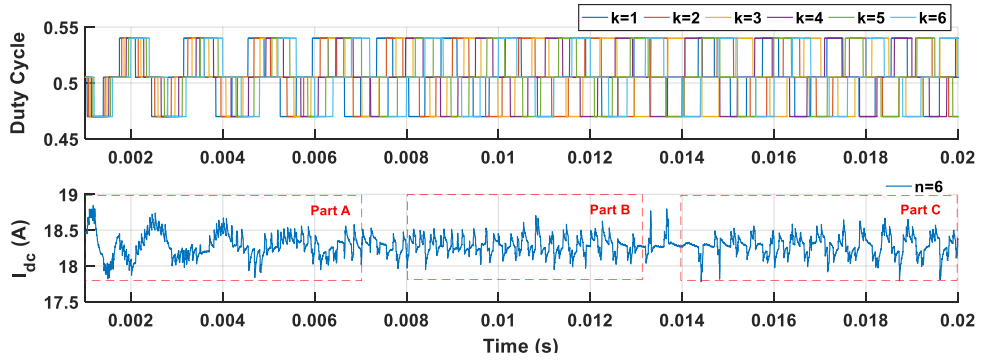 k=1 k=2 k=3 k=4 k=5 k=6
0.55
0.5
0.45
Duty Cycle
0.002 0.004 0.006 0.008 0.01 0.012 0.014 0.016 0.018 0.02
n=6
19
18.5
18
17.5
I_dc (A)
Part A Part B Part C
0.002 0.004 0.006 0.008 0.01 0.012 0.014 0.016 0.018 0.02
Time (s)